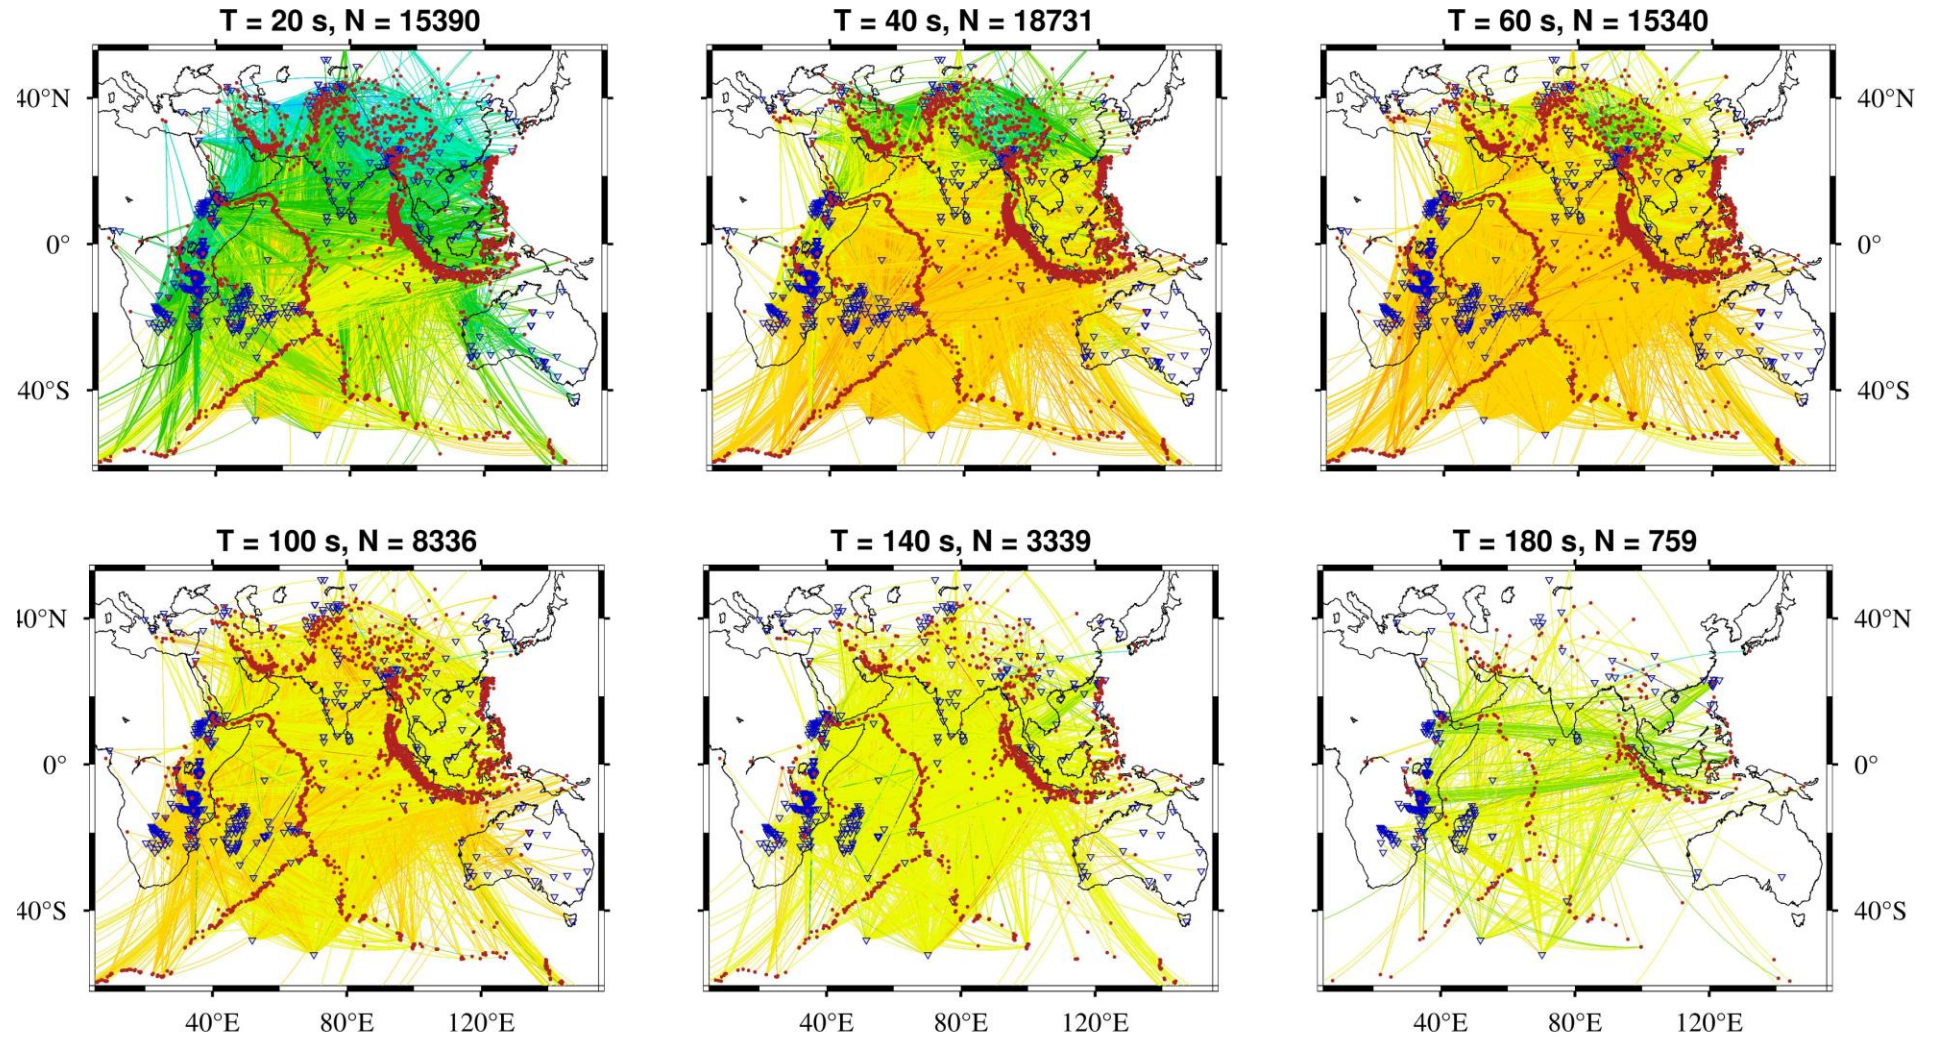 T = 20 s, N = 15390
T = 40 s, N = 18731
T = 60 s, N = 15340
40°N
0°
40°S
40°N
0°
40°S
T = 100 s, N = 8336
T = 140 s, N = 3339
T = 180 s, N = 759
40°N
0°
40°S
40°N
0°
40°S
40°E
80°E
120°E
40°E
80°E
120°E
40°E
80°E
120°E